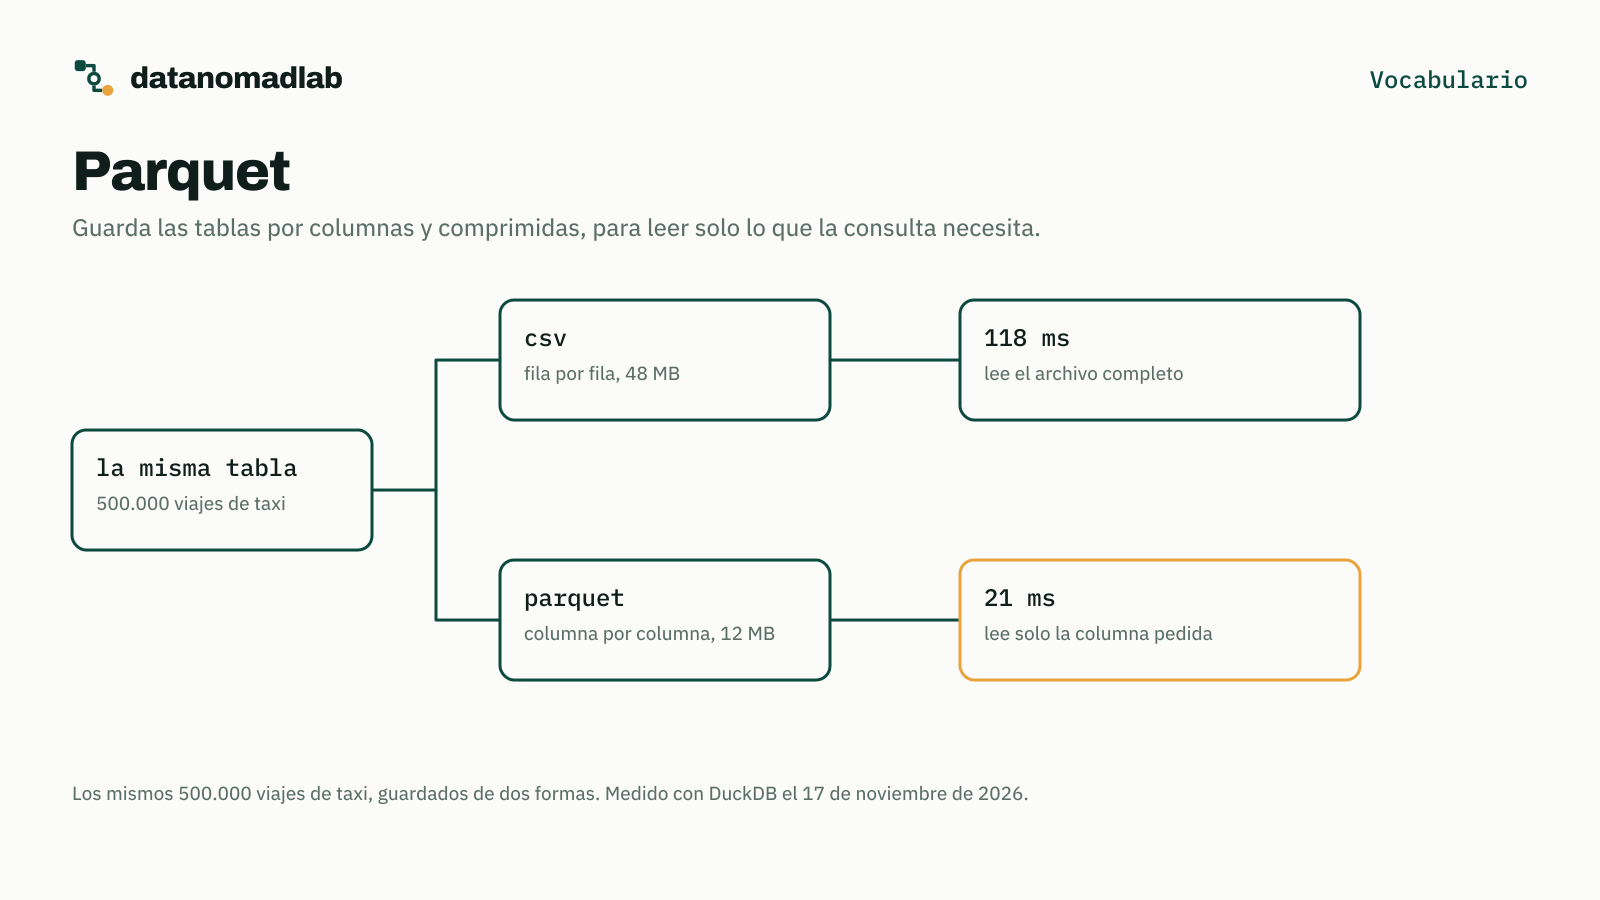 datanomadlab
Vocabulario
Parquet
Guarda las tablas por columnas y comprimidas, para leer solo lo que la consulta necesita.
csv
fila por fila, 48 MB
118 ms
lee el archivo completo
la misma tabla
500.000 viajes de taxi
parquet
columna por columna, 12 MB
21 ms
lee solo la columna pedida
Los mismos 500.000 viajes de taxi, guardados de dos formas. Medido con DuckDB el 17 de noviembre de 2026.